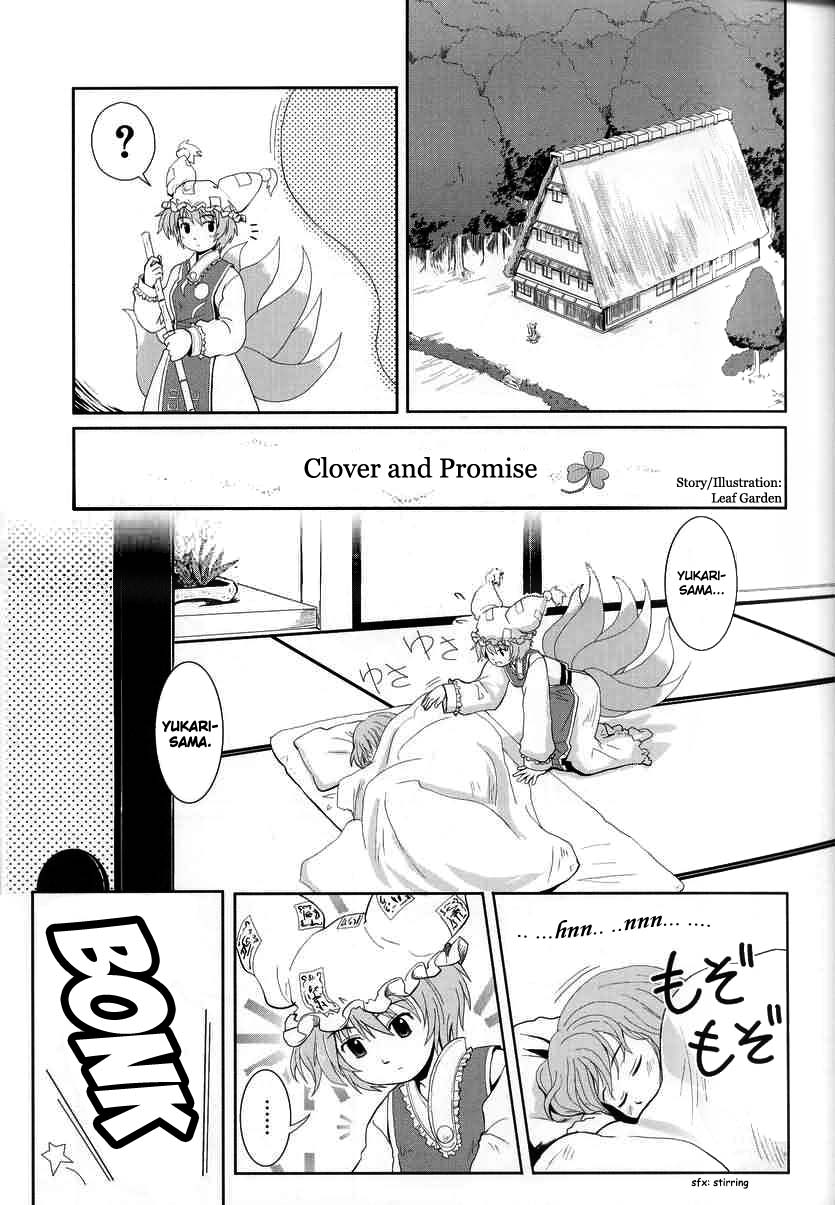 ?
Clover and Promise
Story/Illustration:
Leaf Garden
YUKARI-
SAMA...
ゆさ
ゆさ
YUKARI-
SAMA.
.. ...hnn.. ..nnn... ....
もぞ
もぞ
sfx: stirring
......
BONK